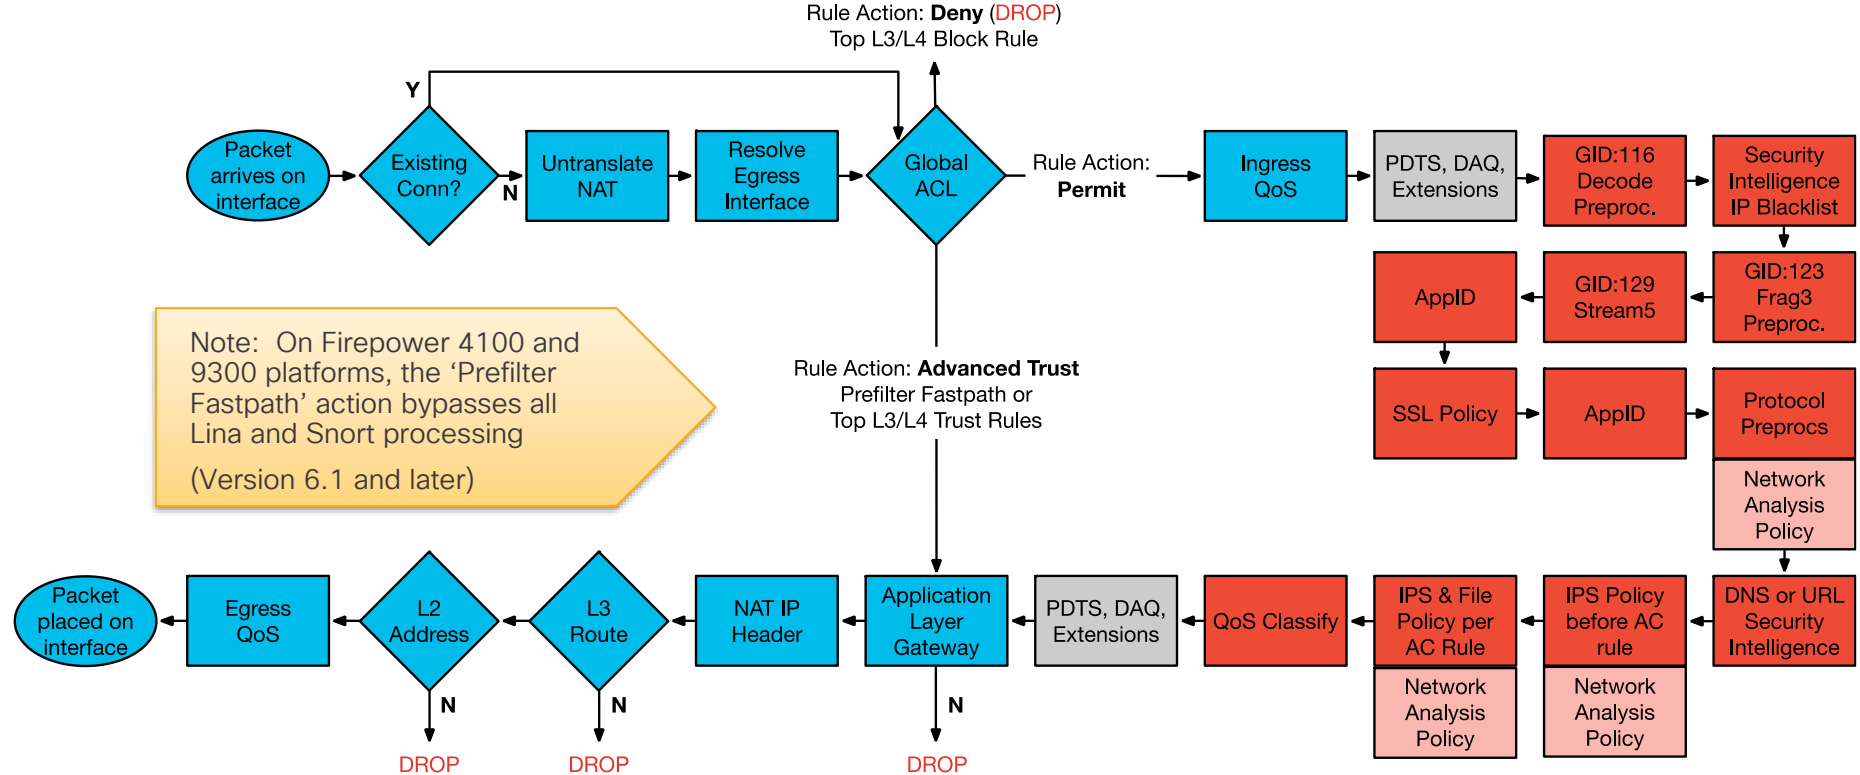 Rule Action: Deny (DROP)
Top L3/L4 Block Rule
Y
Packet
arrives on
interface
Existing
Conn?
N
Untranslate
NAT
Resolve
Egress
Interface
Global
ACL
Rule Action:
Permit
Ingress
QoS
PDTS, DAQ,
Extensions
GID:116
Decode
Preproc.
Security
Intelligence
IP Blacklist
AppID
GID:129
Stream5
GID:123
Frag3
Preproc.
Note: On Firepower 4100 and
9300 platforms, the ‘Prefilter
Fastpath’ action bypasses all
Lina and Snort processing
(Version 6.1 and later)
Rule Action: Advanced Trust
Prefilter Fastpath or
Top L3/L4 Trust Rules
SSL Policy
AppID
Protocol
Preprocs
Network
Analysis
Policy
Packet
placed on
interface
Egress
QoS
L2
Address
L3
Route
NAT IP
Header
Application
Layer
Gateway
PDTS, DAQ,
Extensions
QoS Classify
IPS & File
Policy per
AC Rule
IPS Policy
before AC
rule
DNS or URL
Security
Intelligence
Network
Analysis
Policy
Network
Analysis
Policy
N
N
N
DROP
DROP
DROP